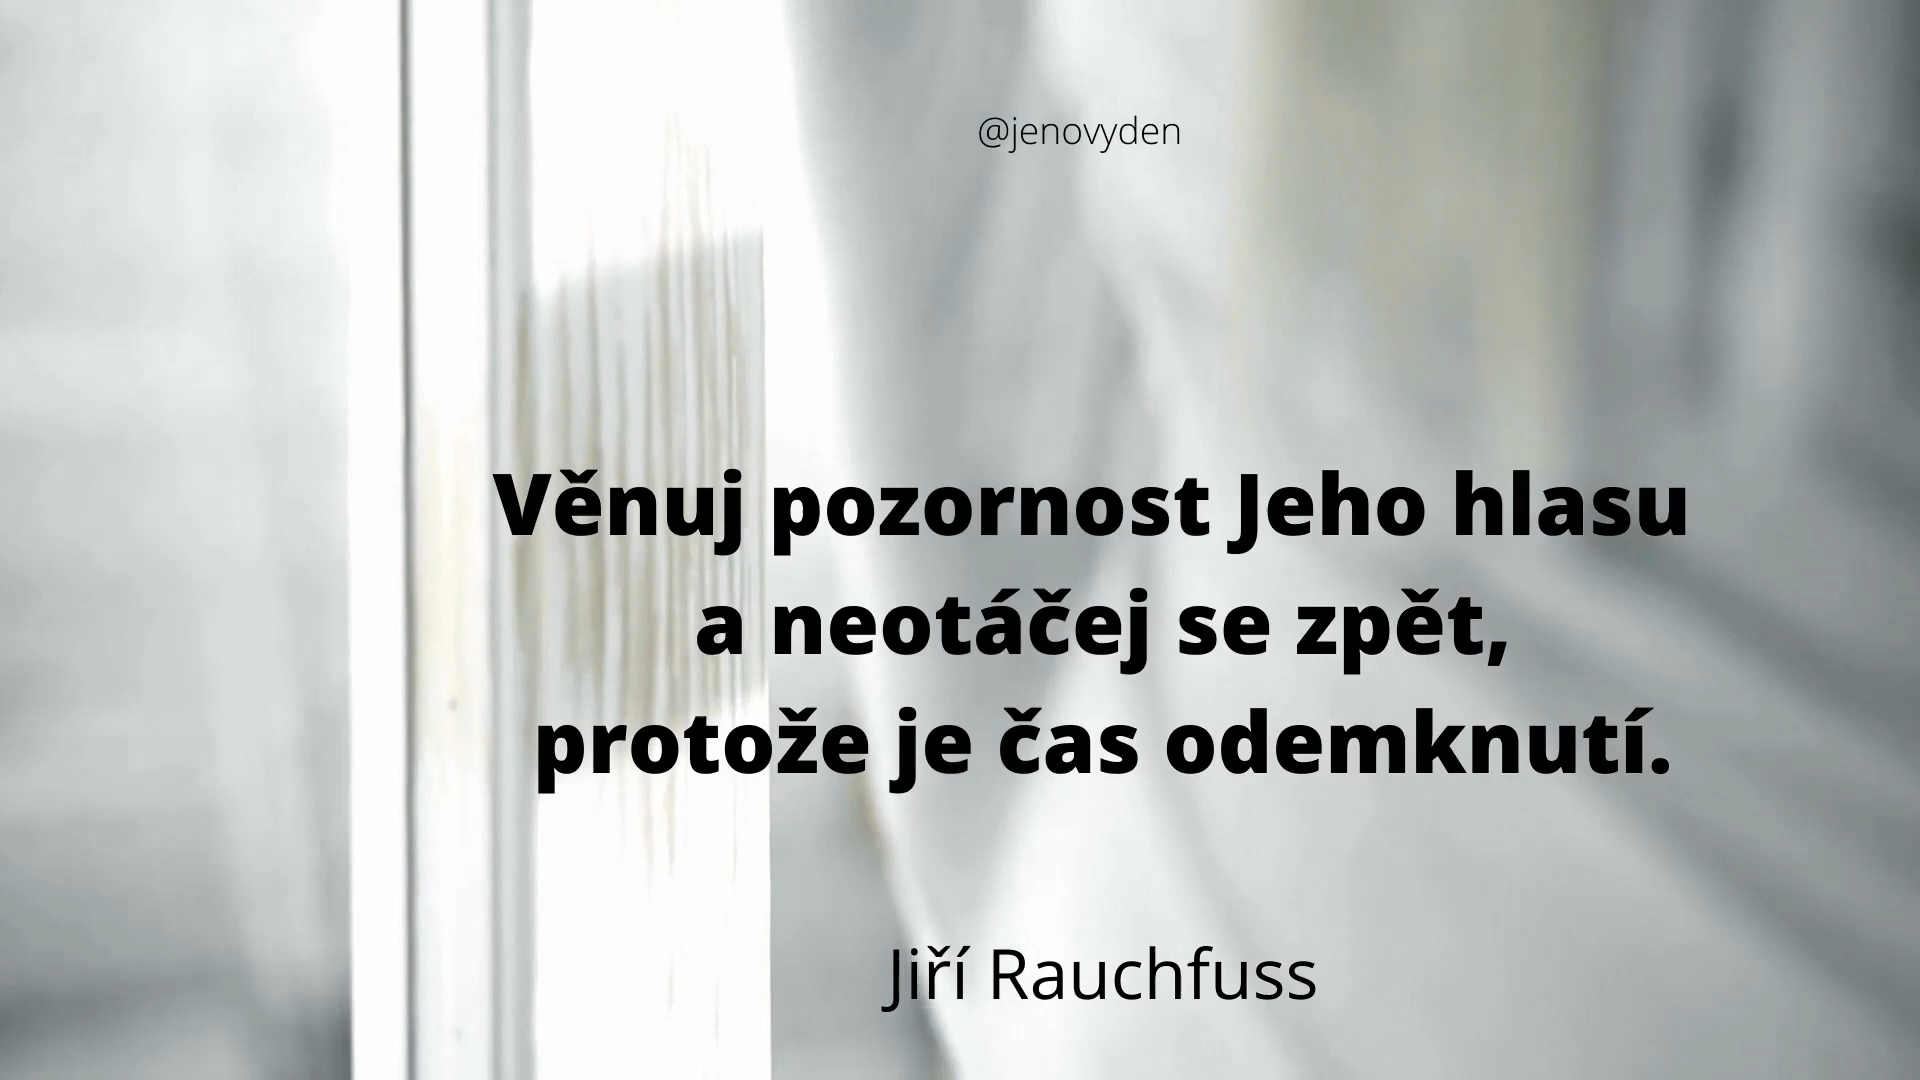 @jenovyden
Věnuj pozornost Jeho hlasu
a neotáčej se zpět,
protože je čas odemknutí.
Jiří Rauchfuss